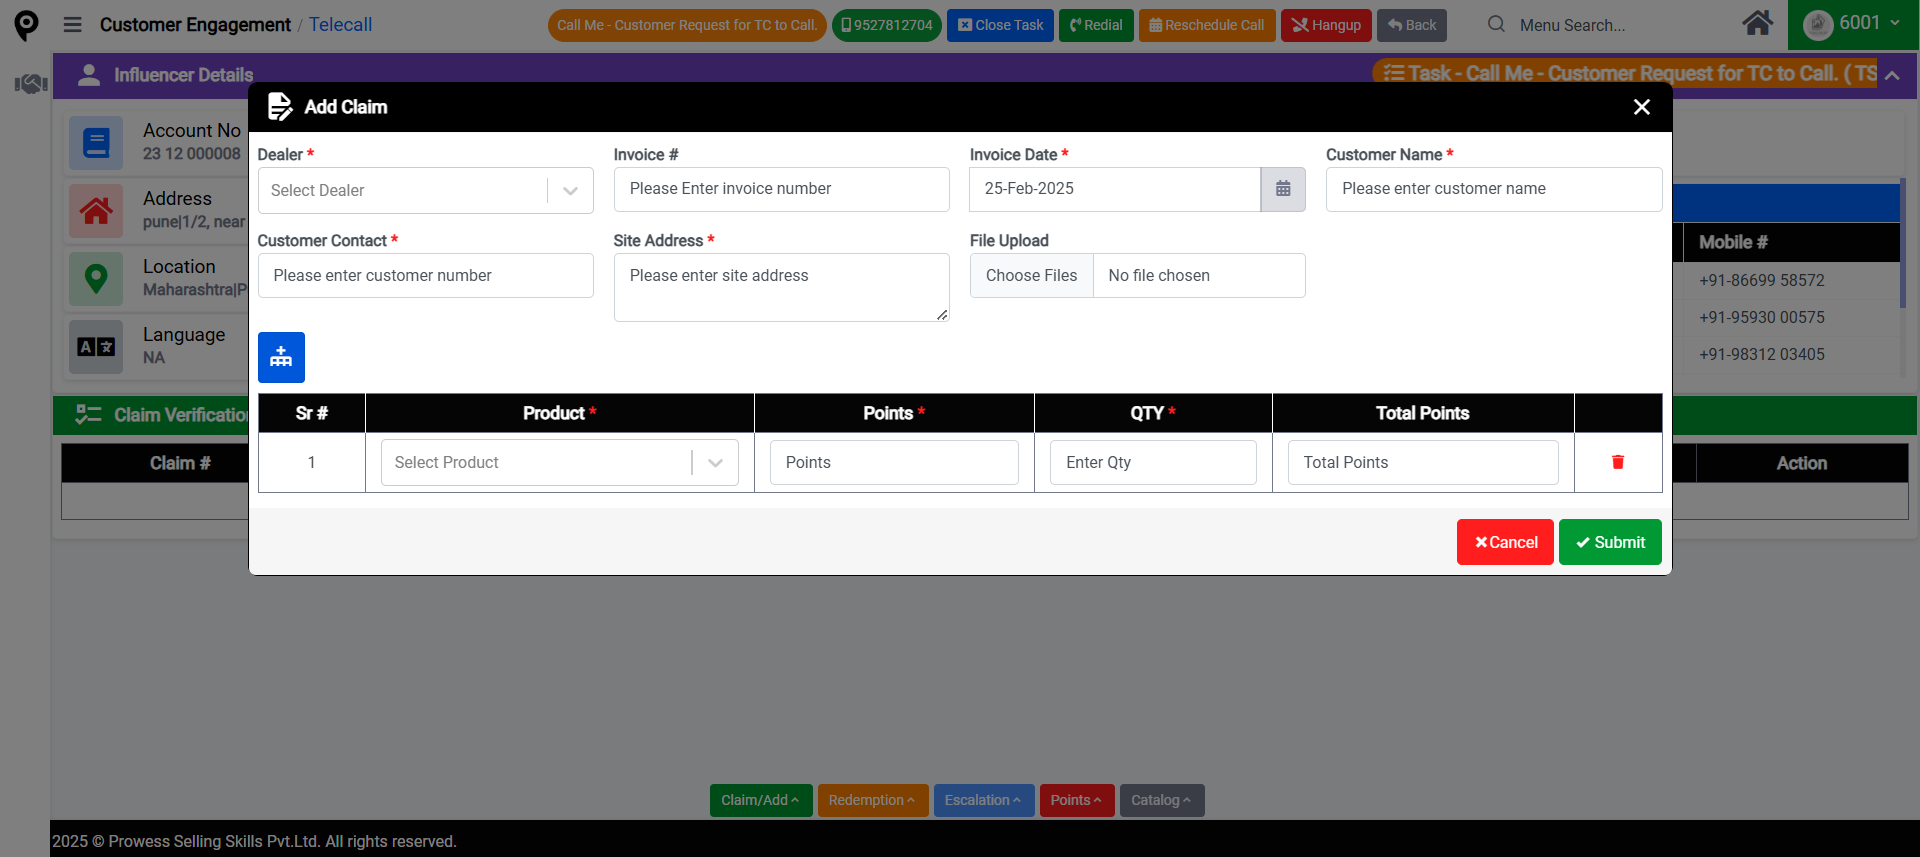 Customer Engagement / Telecall
Call Me - Customer Request for TC to Call.
9527812704
Close Task
Redial
Reschedule Call
Hangup
Back
Menu Search...
6001
Influencer Details
Task - Call Me - Customer Request for TC to Call. ( TS
Add Claim
Account No
23 12 000008
Address
pune|1/2, near
Location
Maharashtra|P
Language
NA
Dealer *
Select Dealer
Invoice #
Please Enter invoice number
Invoice Date *
25-Feb-2025
Customer Name *
Please enter customer name
Customer Contact *
Please enter customer number
Site Address *
Please enter site address
File Upload
Choose Files
No file chosen
Mobile #
+91-86699 58572
+91-95930 00575
+91-98312 03405
Sr # Product * Points * QTY * Total Points
1 Select Product Points Enter Qty Total Points
Claim Verification
Claim #
Action
Cancel
Submit
Claim/Add
Redemption
Escalation
Points
Catalog
2025 © Prowess Selling Skills Pvt.Ltd. All rights reserved.